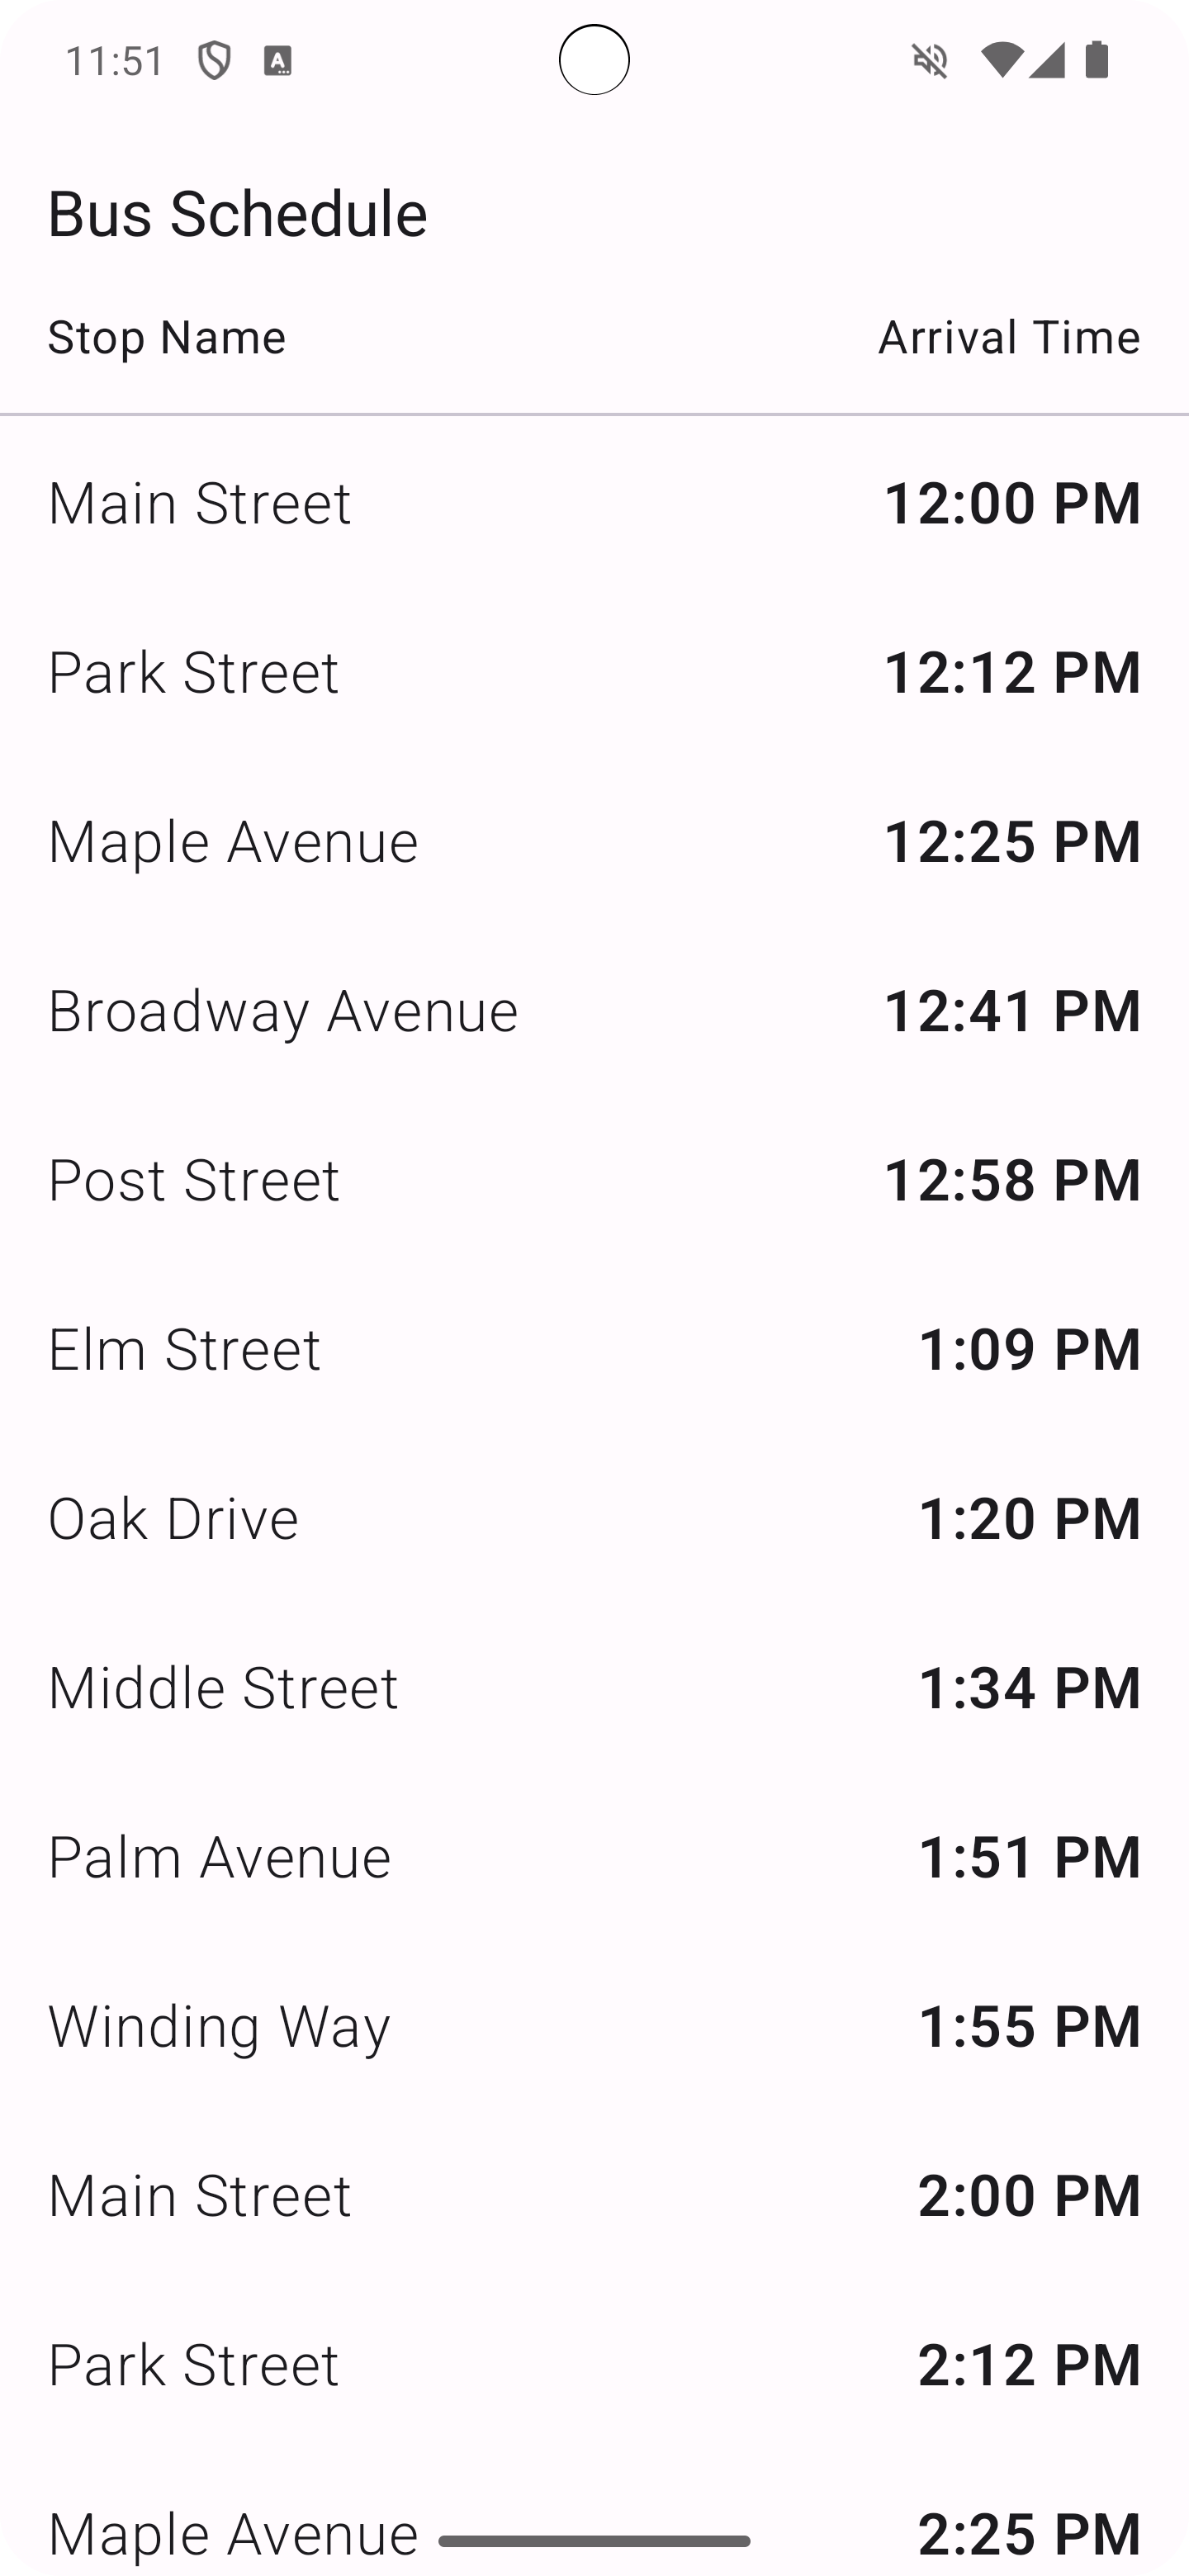 11:51
Bus Schedule
Stop Name Arrival Time
Main Street 12:00 PM
Park Street 12:12 PM
Maple Avenue 12:25 PM
Broadway Avenue 12:41 PM
Post Street 12:58 PM
Elm Street 1:09 PM
Oak Drive 1:20 PM
Middle Street 1:34 PM
Palm Avenue 1:51 PM
Winding Way 1:55 PM
Main Street 2:00 PM
Park Street 2:12 PM
Maple Avenue 2:25 PM